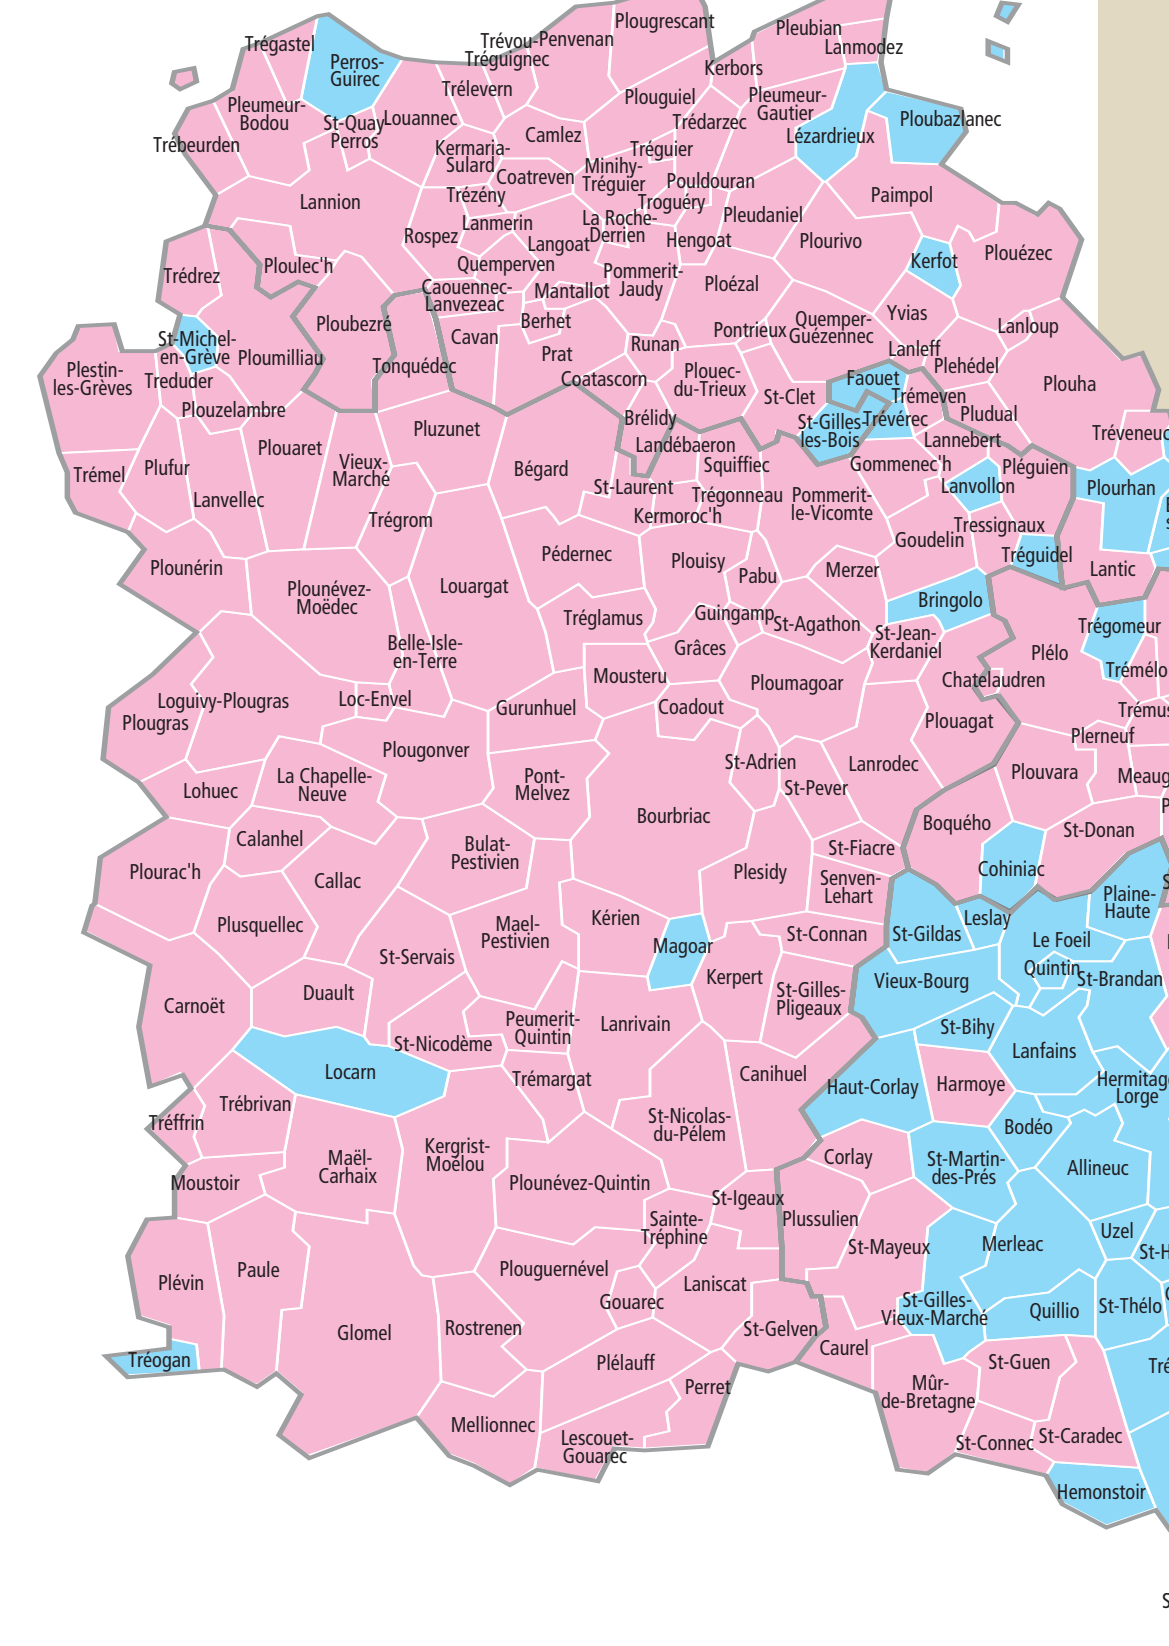 Plougrescant
Pleubian
Trégastel
Trévou-
Tréguignec
Penvenan
Lanmodez
Perros-
Guirec
Kerbors
Trélevern
Plouguiel
Pleumeur-
Gautier
Pleumeur-
Bodou
St-Quay
Perros
Louannec
Trédarzec
Ploubazlanec
Camlez
Lézardrieux
Trébeurden
Kermaria-
Sulard
Tréguier
Minihy-
Tréguier
Coatreven
Pouldouran
Trézény
Lannion
Troguéry
Paimpol
La Roche-
Derrien
Pleudaniel
Lanmerin
Rospez
Langoat
Hengoat
Plourivo
Plouézec
Kerfot
Ploulec'h
Quemperven
Trédrez
Pommerit-
Jaudy
Ploézal
Caouennec-
Lanvezeac
Mantallot
Yvias
Ploubezré
Berhet
Quemper-
Guézennec
Lanloup
Pontrieux
St-Michel-
en-Grève
Cavan
Runan
Lanleff
Ploumilliau
Prat
Plehédel
Tonquédec
Plestin-
les-Grèves
Treduder
Coatascorn
Plouec-
du-Trieux
Faouet
Plouha
St-Clet
Trémeven
Plouzelambre
Brélidy
Trévérec
Pludual
St-Gilles-
les-Bois
Pluzunet
Tréveneuc
Landébaeron
Lannebert
Plouaret
Vieux-
Marché
Bégard
Squiffiec
Gommenec'h
Pléguien
Trémel
Plufur
St-Laurent
Lanvollon
Plourhan
Lanvellec
Trégonneau
Pommerit-
le-Vicomte
Kermoroc'h
Trégrom
Tressignaux
Goudelin
Pédernec
Plouisy
Tréguidel
Plounérin
Pabu
Merzer
Lantic
Plounévez-
Moëdec
Louargat
Bringolo
Tréglamus
Guingamp
St-Agathon
Trégomeur
Belle-Isle-
en-Terre
St-Jean-
Kerdaniel
Grâces
Plélo
Mousteru
Ploumagoar
Chatelaudren
Trémélo
Loguivy-Plougras
Loc-Envel
Gurunhuel
Coadout
Trémus
Plougras
Plouagat
Plerneuf
Plougonver
St-Adrien
Lanrodec
Plouvara
Meaug
Lohuec
La Chapelle-
Neuve
Pont-
Melvez
St-Pever
Bourbriac
Boquého
St-Donan
Calanhel
Bulat-
Pestivien
St-Fiacre
Plourac'h
Callac
Plesidy
Senven-
Lehart
Cohiniac
Plaine-
Haute
Plusquellec
Mael-
Pestivien
Kérien
Leslay
St-Connan
St-Gildas
Le Foeil
Magoar
St-Servais
Quintin
Kerpert
Vieux-Bourg
St-Brandan
Carnoët
Duault
St-Gilles-
Pligeaux
Peumerit-
Quintin
Lanrivain
St-Bihy
St-Nicodème
Lanfains
Locarn
Trémargat
Canihuel
Haut-Corlay
Harmoye
Hermitage
Lorge
Trébrivan
Tréffrin
St-Nicolas-
du-Pélem
Bodéo
Maël-
Carhaix
Kergrist-
Moëlou
Corlay
St-Martin-
des-Prés
Allineuc
Moustoir
Plounévez-Quintin
St-Igeaux
Sainte-
Tréphine
Plussulien
Uzel
St-Mayeux
Merleac
St-H
Paule
Plouguernével
Plévin
Laniscat
Gouarec
St-Gilles-
Vieux-Marché
Quillio
St-Thélo
Glomel
Rostrenen
St-Gelven
Caurel
Tréogan
Plélauff
St-Guen
Tré
Perret
Mûr-
de-Bretagne
Mellionnec
Lescouet-
Gouarec
St-Connec
St-Caradec
Hemonstoir
S